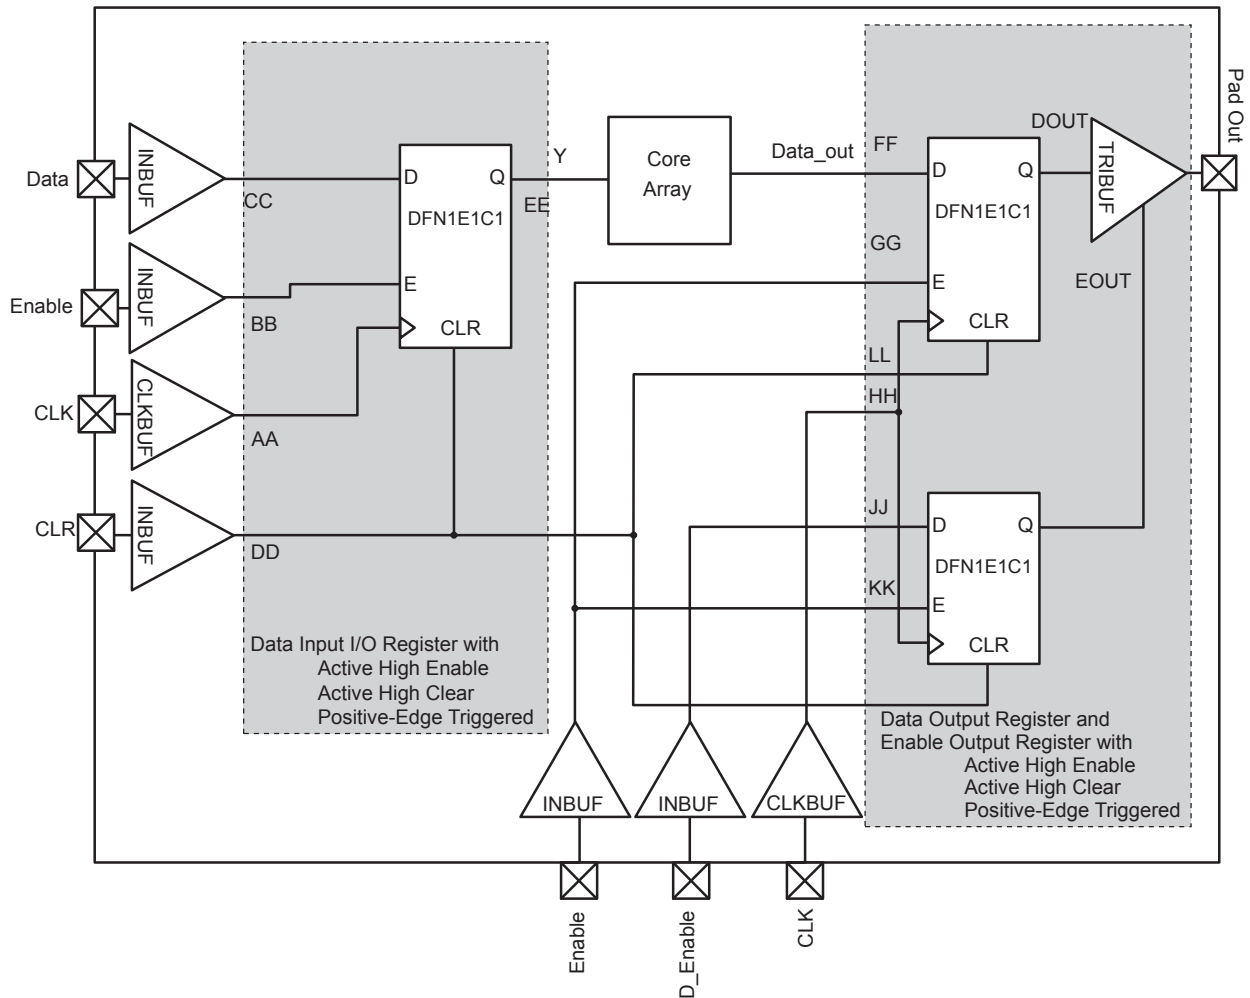 Pad Out
DOUT
Data
INBUF
CC
D
Q
DFN1E1C1
E
CLR
Y
EE
Core
Array
Data_out
FF
D
Q
DFN1E1C1
GG
E
CLR
TRIBUF
EOUT
Enable
INBUF
BB
LL
HH
CLK
CLKBUF
AA
CLR
INBUF
DD
JJ
D
Q
DFN1E1C1
KK
E
CLR
Data Input I/O Register with
Active High Enable
Active High Clear
Positive-Edge Triggered
Data Output Register and
Enable Output Register with
Active High Enable
Active High Clear
Positive-Edge Triggered
INBUF
INBUF
CLKBUF
Enable
D_Enable
CLK